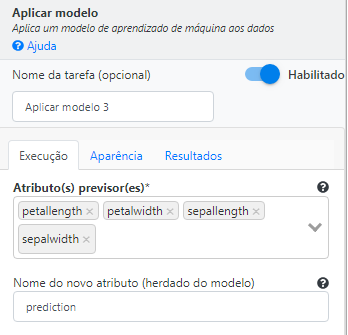 Aplicar modelo
Aplica um modelo de aprendizado de máquina aos dados
Ajuda
Nome da tarefa (opcional)
Habilitado
Aplicar modelo 3
Execução Aparência Resultados
Atributo(s) previsor(es)*
petallength × petalwidth × sepallength ×
sepalwidth ×
Nome do novo atributo (herdado do modelo)
prediction